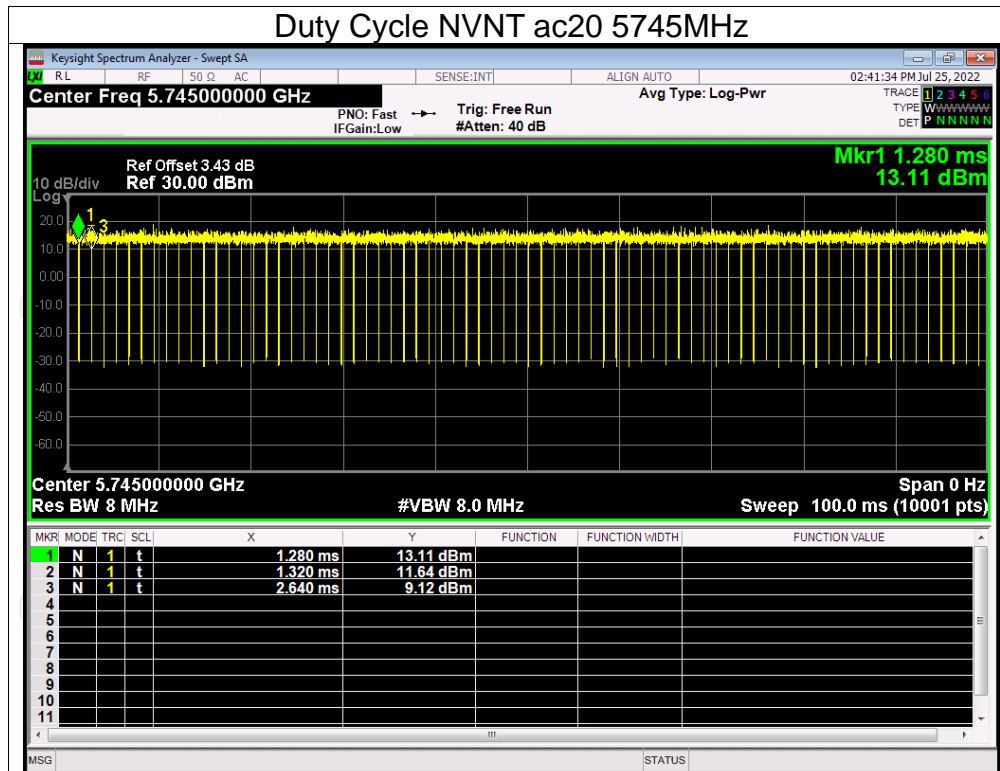 Duty Cycle NVNT ac20 5745MHz
Keysight Spectrum Analyzer - Swept SA
LXI RL RF 50 Ω AC SENSE:INT ALIGN AUTO 02:41:34 PM Jul 25, 2022
Center Freq 5.745000000 GHz Avg Type: Log-Pwr TRACE 1 2 3 4 5 6
PNO: Fast Trig: Free Run TYPE WWWWWW
IFGain:Low #Atten: 40 dB DET P N N N N N
Ref Offset 3.43 dB Mkr1 1.280 ms
10 dB/div Ref 30.00 dBm 13.11 dBm
Log
1
3
20.0
10.0
0.00
-10.0
-20.0
-30.0
-40.0
-50.0
-60.0
Center 5.745000000 GHz Span 0 Hz
Res BW 8 MHz #VBW 8.0 MHz Sweep 100.0 ms (10001 pts)
MKR MODE TRC SCL X Y FUNCTION FUNCTION WIDTH FUNCTION VALUE
1 N 1 t 1.280 ms 13.11 dBm
2 N 1 t 1.320 ms 11.64 dBm
3 N 1 t 2.640 ms 9.12 dBm
4
5
6
7
8
9
10
11
MSG STATUS